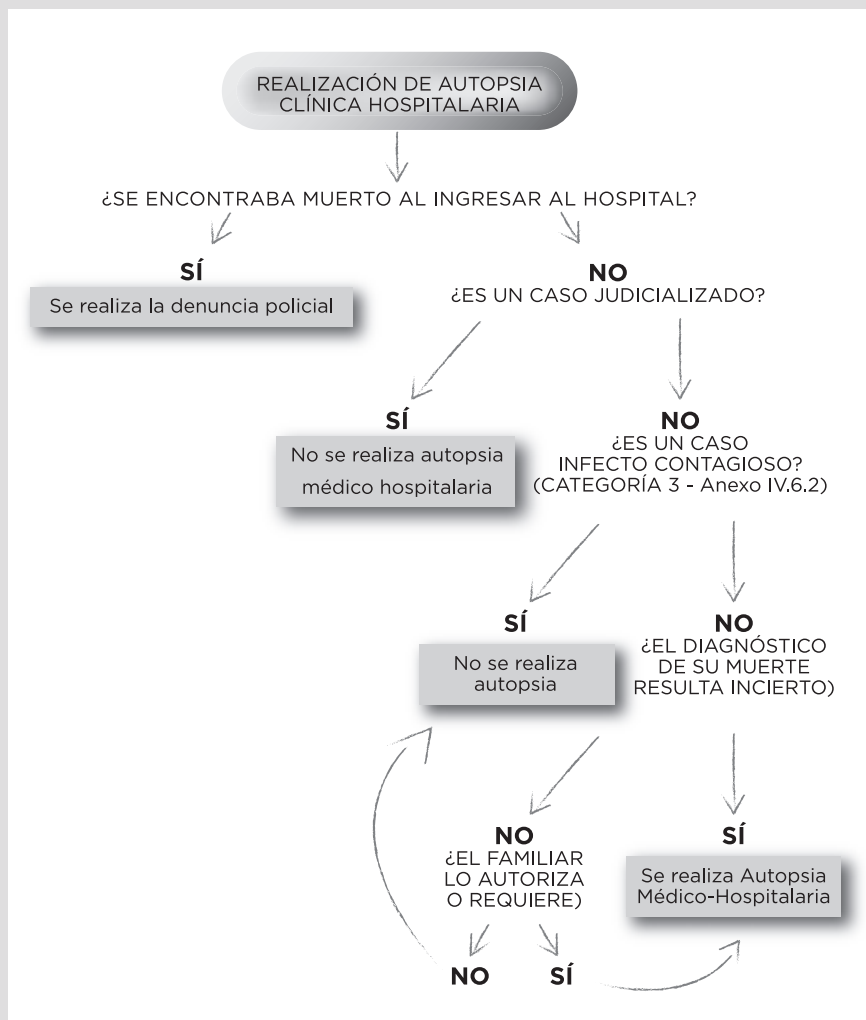 REALIZACIÓN DE AUTOPSIA
CLÍNICA HOSPITALARIA
¿SE ENCONTRABA MUERTO AL INGRESAR AL HOSPITAL?
SÍ
Se realiza la denuncia policial
NO
¿ES UN CASO JUDICIALIZADO?
SÍ
No se realiza autopsia
médico hospitalaria
NO
¿ES UN CASO
INFECTO CONTAGIOSO?
(CATEGORÍA 3 - Anexo IV.6.2)
SÍ
No se realiza
autopsia
NO
¿EL DIAGNÓSTICO
DE SU MUERTE
RESULTA INCIERTO)
NO
¿EL FAMILIAR
LO AUTORIZA
O REQUIERE)
SÍ
Se realiza Autopsia
Médico-Hospitalaria
NO
SÍ